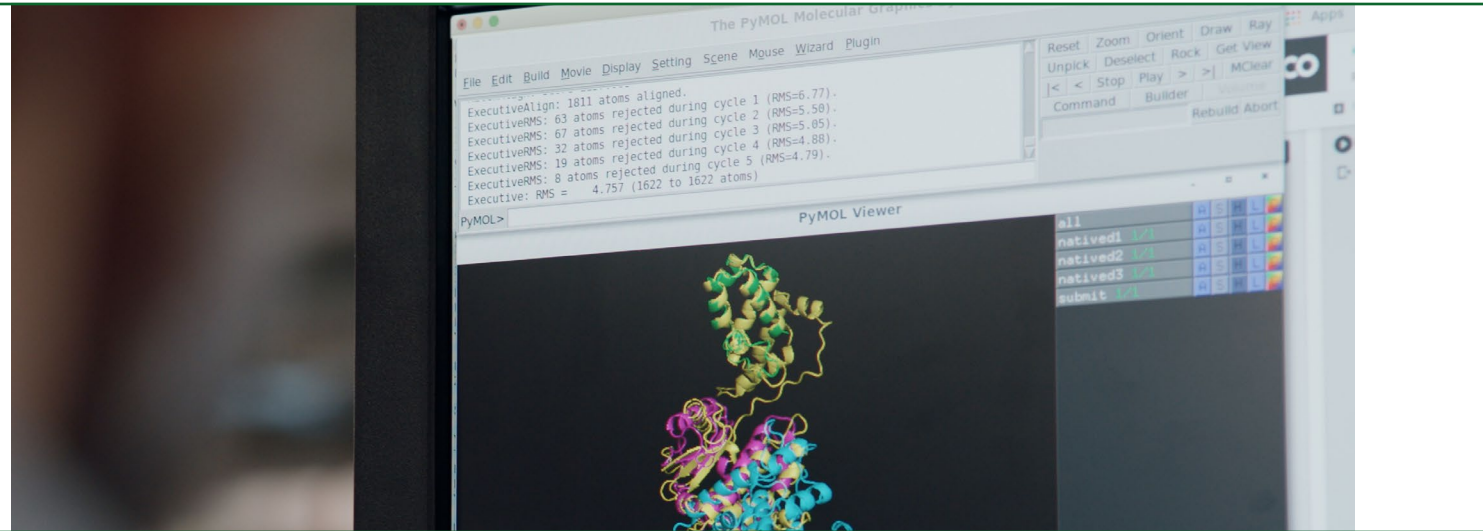 The PyMOL Molecular Graphics
File Edit Build Movie Display Setting Scene Mouse Wizard Plugin
ExecutiveAlign: 1811 atoms aligned.
ExecutiveRMS: 63 atoms rejected during cycle 1 (RMS=6.77).
ExecutiveRMS: 67 atoms rejected during cycle 2 (RMS=5.50).
ExecutiveRMS: 32 atoms rejected during cycle 3 (RMS=5.05).
ExecutiveRMS: 19 atoms rejected during cycle 4 (RMS=4.88).
ExecutiveRMS: 8 atoms rejected during cycle 5 (RMS=4.79).
Executive: RMS = 4.757 (1622 to 1622 atoms)
PyMOL>
Reset Zoom Orient Draw Ray
Unpick Deselect Rock Get View
|< < Stop Play > >| MClear
Command Builder
Rebuild Abort
Apps
CO
PyMOL Viewer
all A S H L
natived1 1/1 A S H L
natived2 1/1 A S H L
natived3 1/1 A S H L
submit 1/1 A S H L